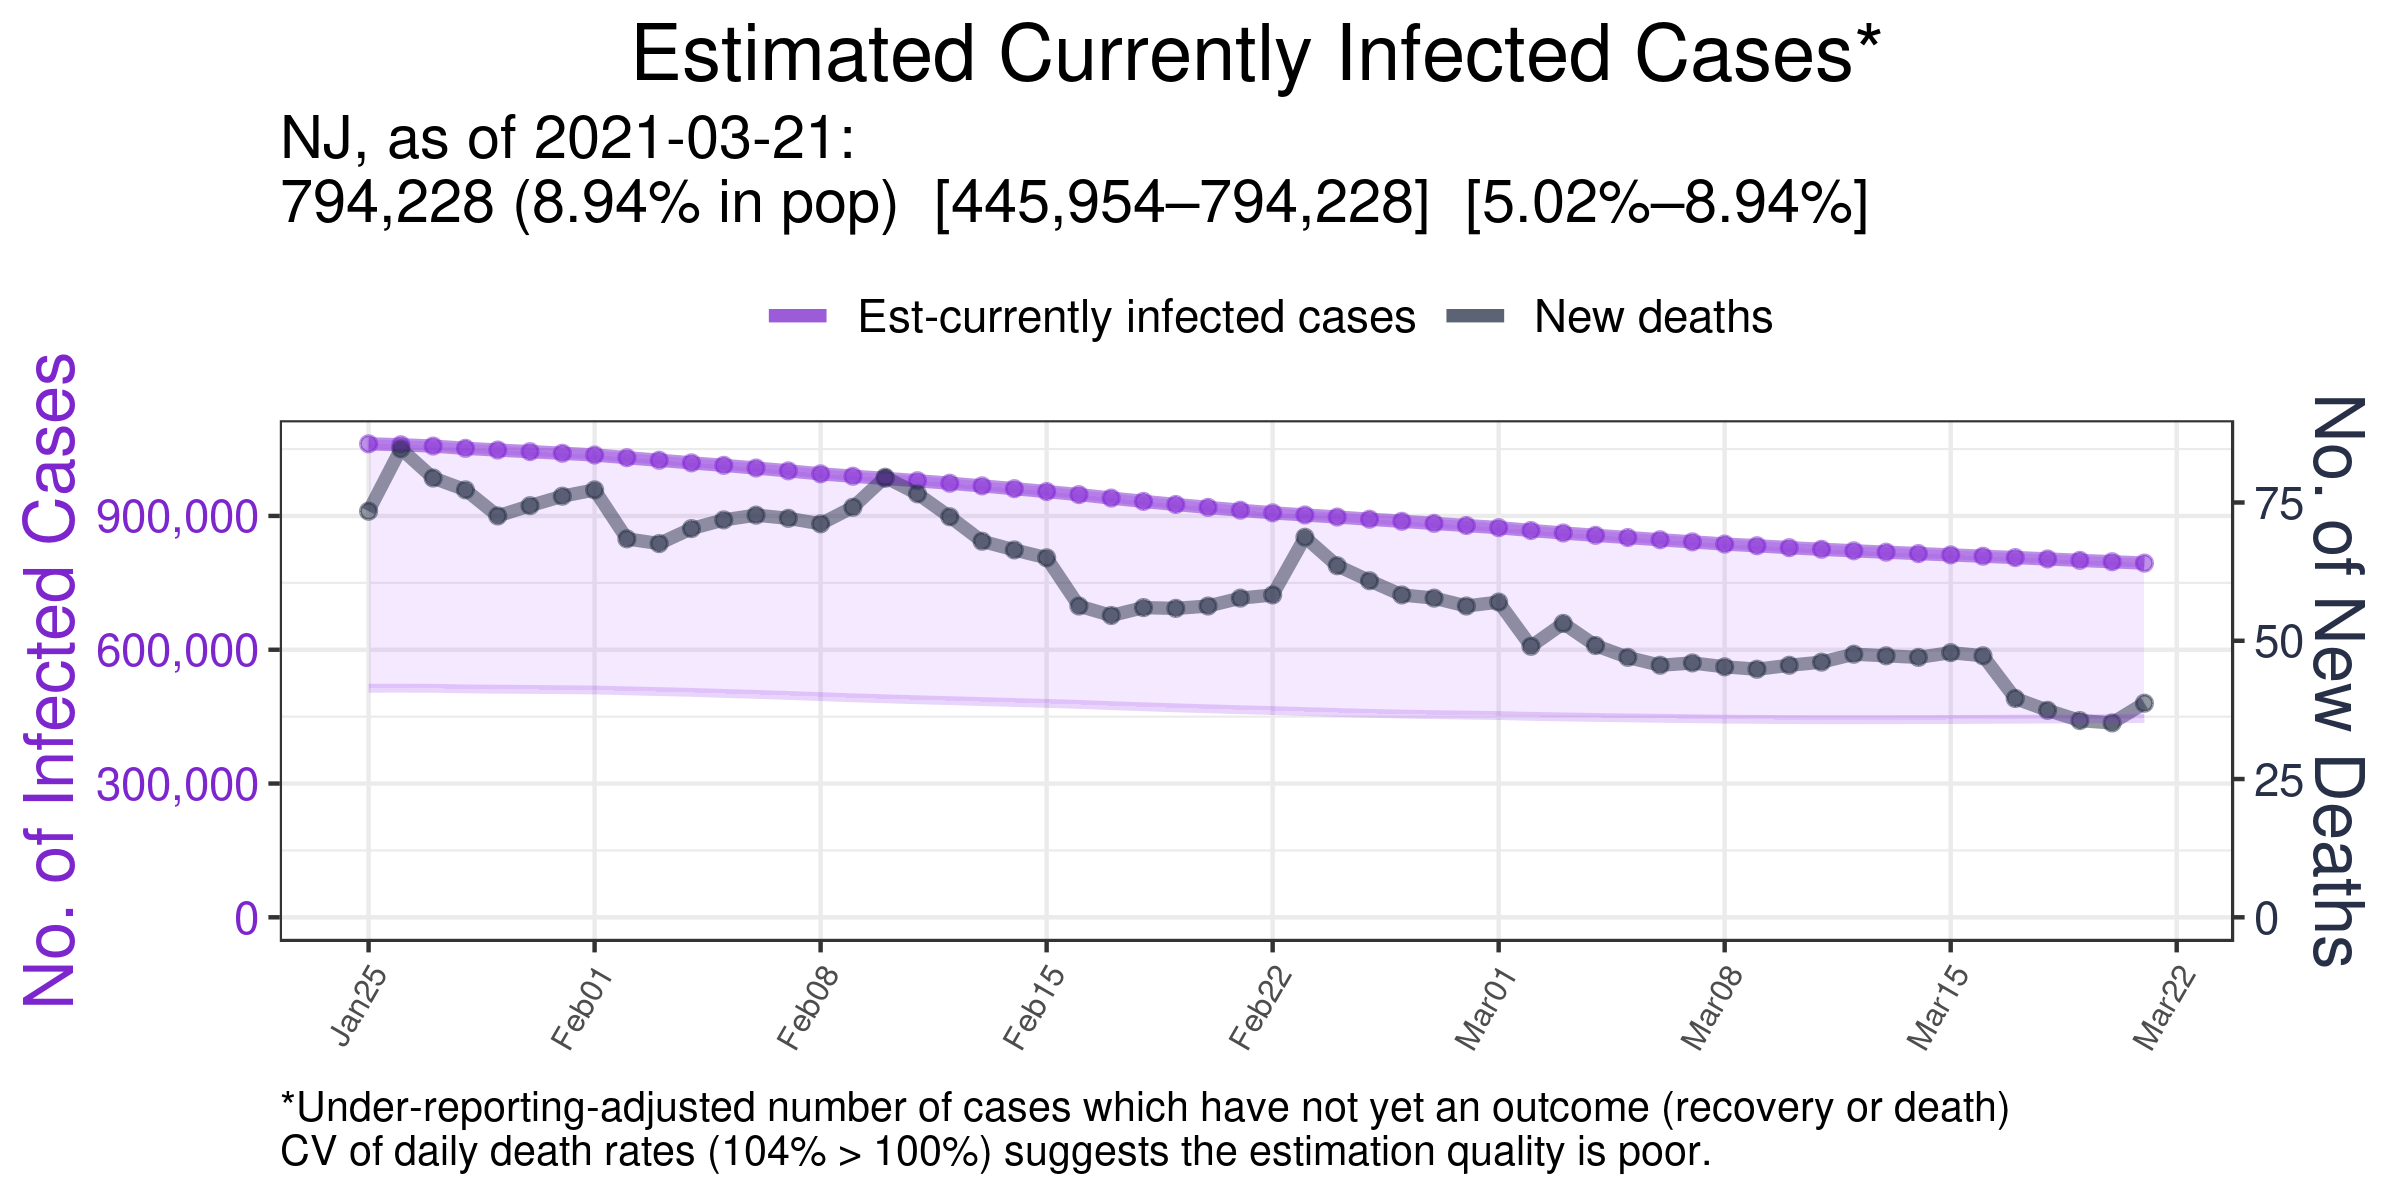 Estimated Currently Infected Cases*
NJ, as of 2021-03-21:
794,228 (8.94% in pop)  [445,954–794,228]  [5.02%–8.94%]
Est-currently infected cases
New deaths
No. of Infected Cases
900,000
600,000
300,000
0
75
50
25
0
No. of New Deaths
Jan25
Feb01
Feb08
Feb15
Feb22
Mar01
Mar08
Mar15
Mar22
*Under-reporting-adjusted number of cases which have not yet an outcome (recovery or death)
CV of daily death rates (104% > 100%) suggests the estimation quality is poor.